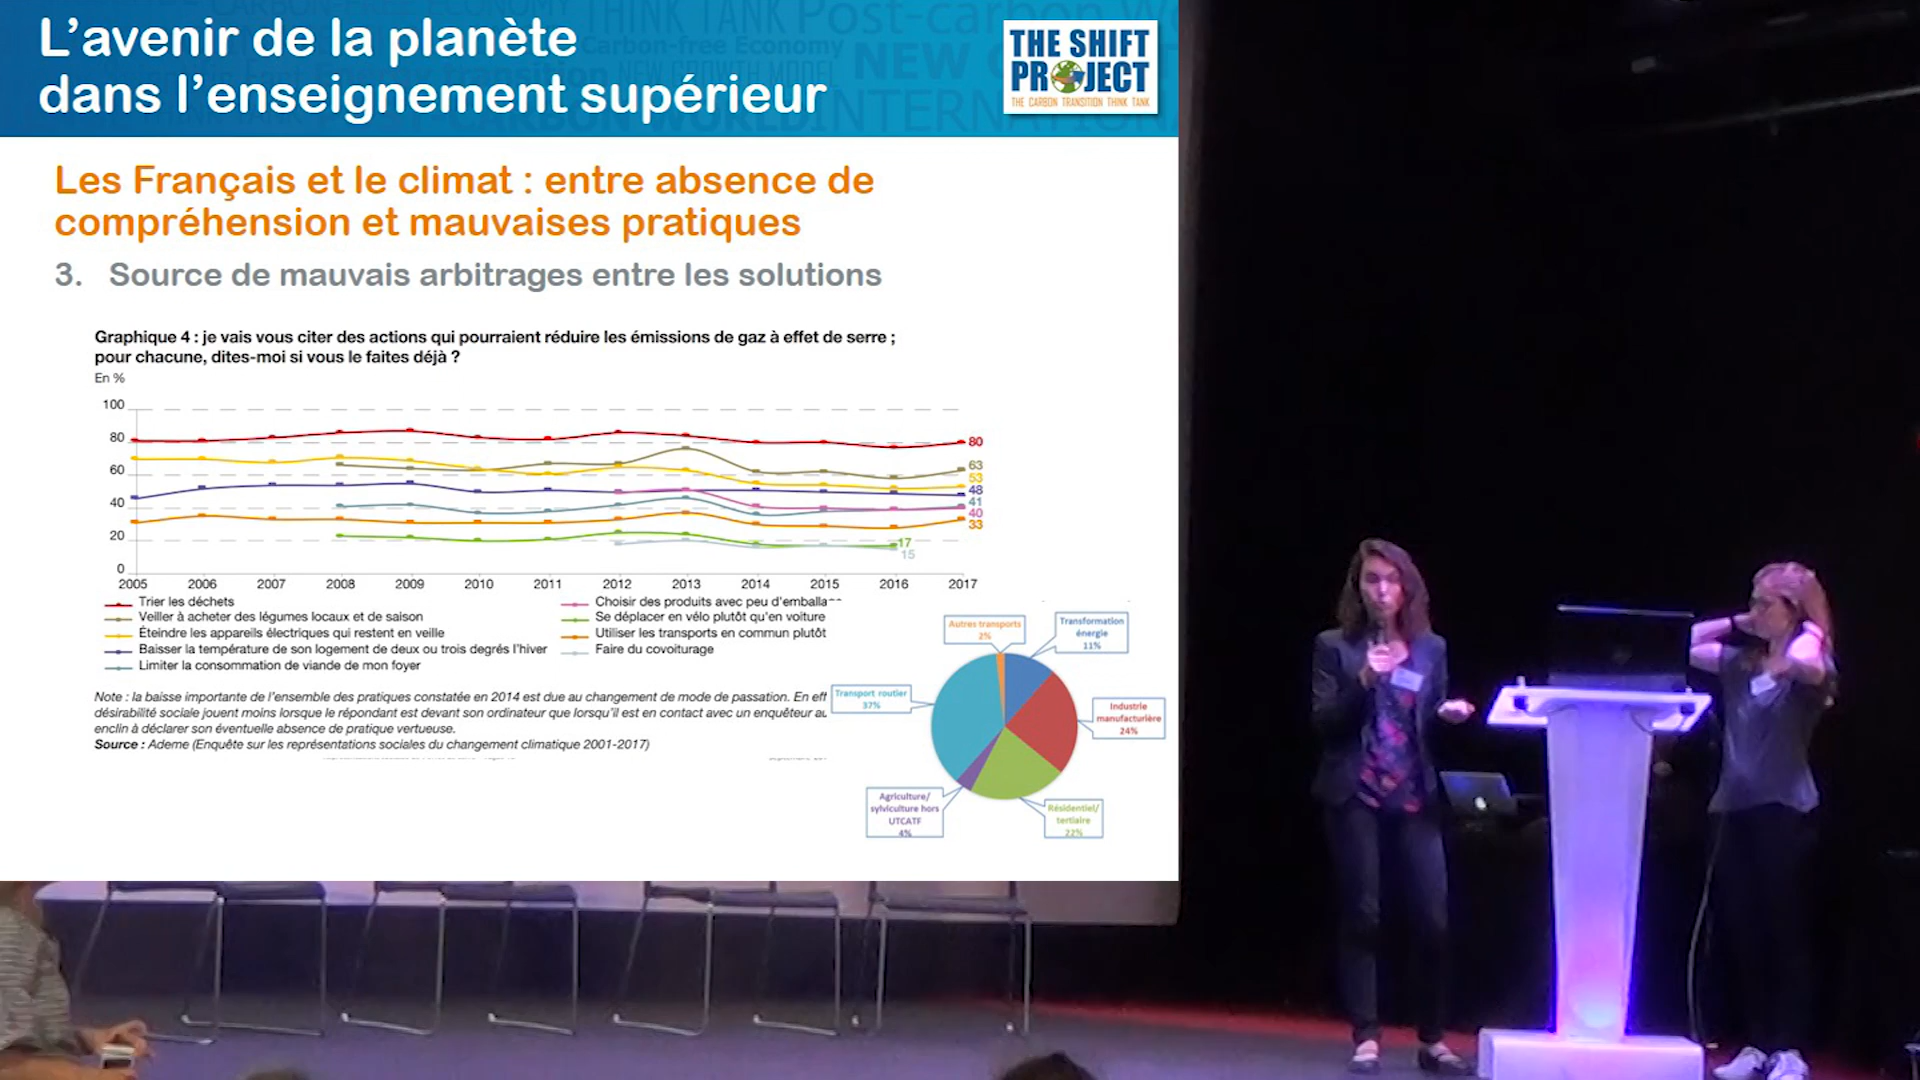 L'avenir de la planète
dans l'enseignement supérieur
THE SHIFT
PROJECT
THE CARBON TRANSITION THINK TANK
Les Français et le climat : entre absence de
compréhension et mauvaises pratiques
3. Source de mauvais arbitrages entre les solutions
Graphique 4 : je vais vous citer des actions qui pourraient réduire les émissions de gaz à effet de serre ;
pour chacune, dites-moi si vous le faites déjà ?
En %
100
80
60
40
20
0
80
63
53
48
41
40
33
17
15
2005 2006 2007 2008 2009 2010 2011 2012 2013 2014 2015 2016 2017
Trier les déchets
Veiller à acheter des légumes locaux et de saison
Éteindre les appareils électriques qui restent en veille
Baisser la température de son logement de deux ou trois degrés l'hiver
Limiter la consommation de viande de mon foyer
Choisir des produits avec peu d'emballa
Se déplacer en vélo plutôt qu'en voiture
Utiliser les transports en commun plutôt
Faire du covoiturage
Note : la baisse importante de l'ensemble des pratiques constatée en 2014 est due au changement de mode de passation. En eff
désirabilité sociale jouent moins lorsque le répondant est devant son ordinateur que lorsqu'il est en contact avec un enquêteur au
enclin à déclarer son éventuelle absence de pratique vertueuse.
Source : Ademe (Enquête sur les représentations sociales du changement climatique 2001-2017)
Autres transports
2%
Transformation
énergie
11%
Transport routier
37%
Industrie
manufacturière
24%
Agriculture/
sylviculture hors
UTCATF
4%
Résidentiel/
tertiaire
22%